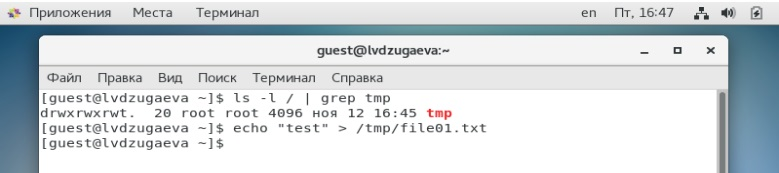 Приложения Места Терминал en Пт, 16:47
guest@lvdzugaeva:~
Файл Правка Вид Поиск Терминал Справка
[guest@lvdzugaeva ~]$ ls -l / | grep tmp
drwxrwxrwt.  20 root root 4096 ноя 12 16:45 tmp
[guest@lvdzugaeva ~]$ echo "test" > /tmp/file01.txt
[guest@lvdzugaeva ~]$